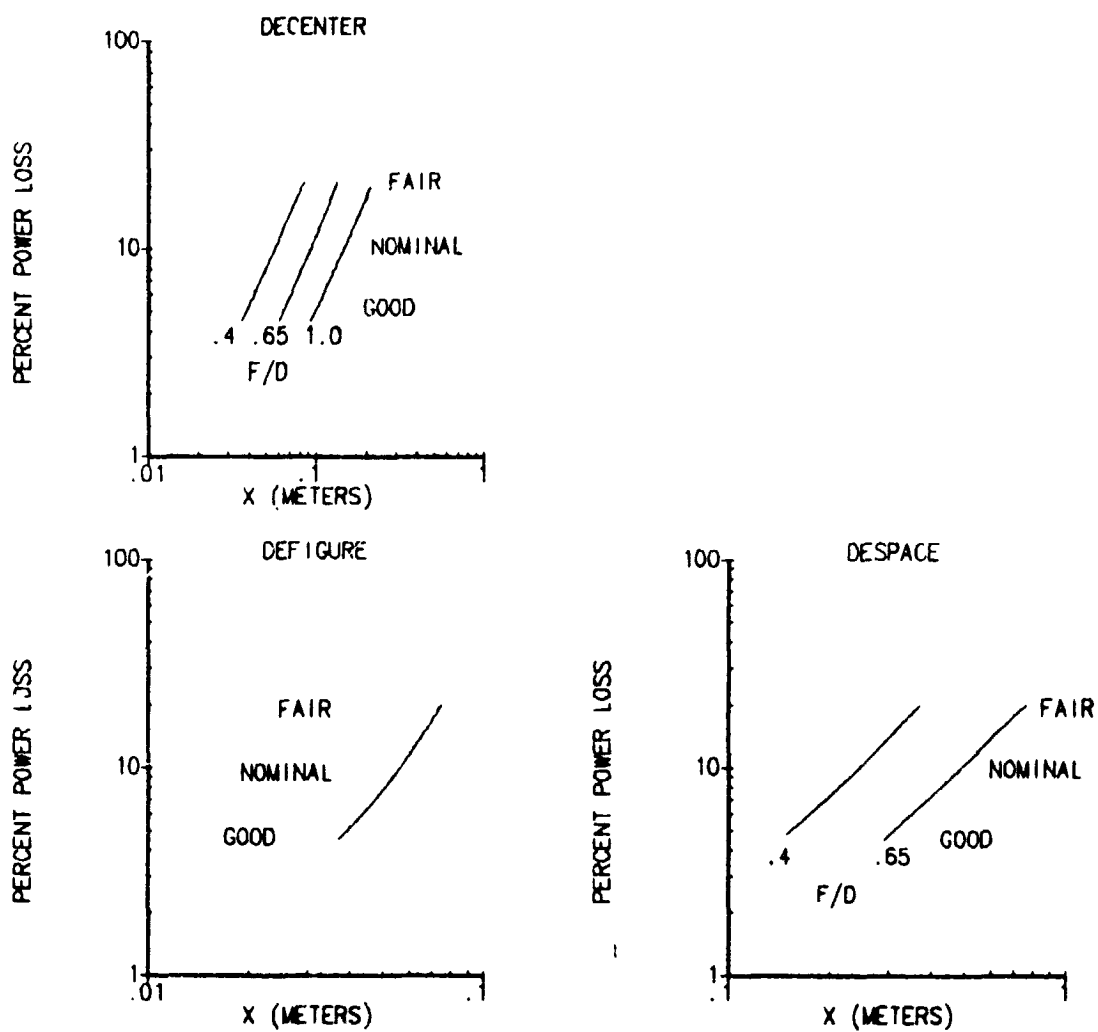 DECENTER
100
PERCENT POWER LOSS
FAIR
10
NOMINAL
GOOD
.4 .65 1.0
F/D
1
.01 .1 1
X (METERS)
DEFIGURE
100
PERCENT POWER LOSS
FAIR
10
NOMINAL
GOOD
1
.01 .1
X (METERS)
DESPACE
100
PERCENT POWER LOSS
FAIR
10
NOMINAL
GOOD
.4 .65
F/D
1
.1 1
X (METERS)